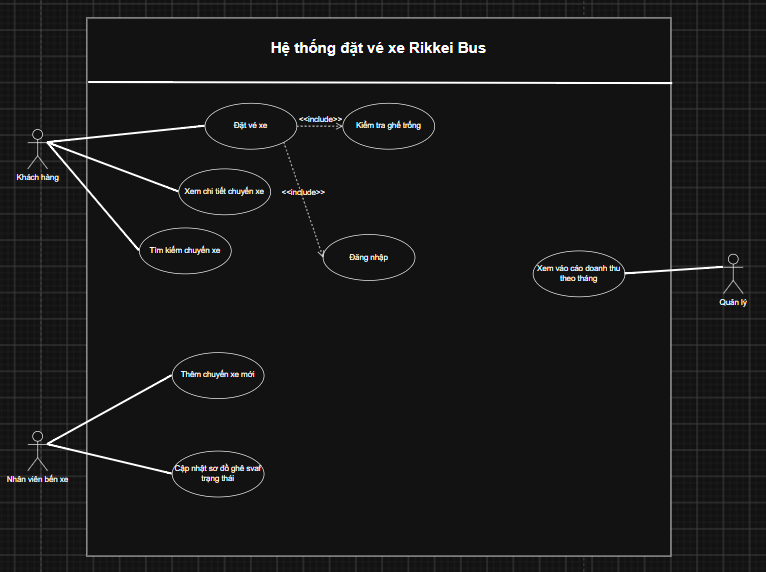 Hệ thống đặt vé xe Rikkei Bus
Đặt vé xe
<<include>>
Kiểm tra ghế trống
Khách hàng
Xem chi tiết chuyến xe
<<include>>
Tìm kiếm chuyến xe
Đăng nhập
Xem váo cáo doanh thu
theo tháng
Quản lý
Thêm chuyến xe mới
Cập nhật sơ đồ ghê svaf
trạng thái
Nhân viên bến xe